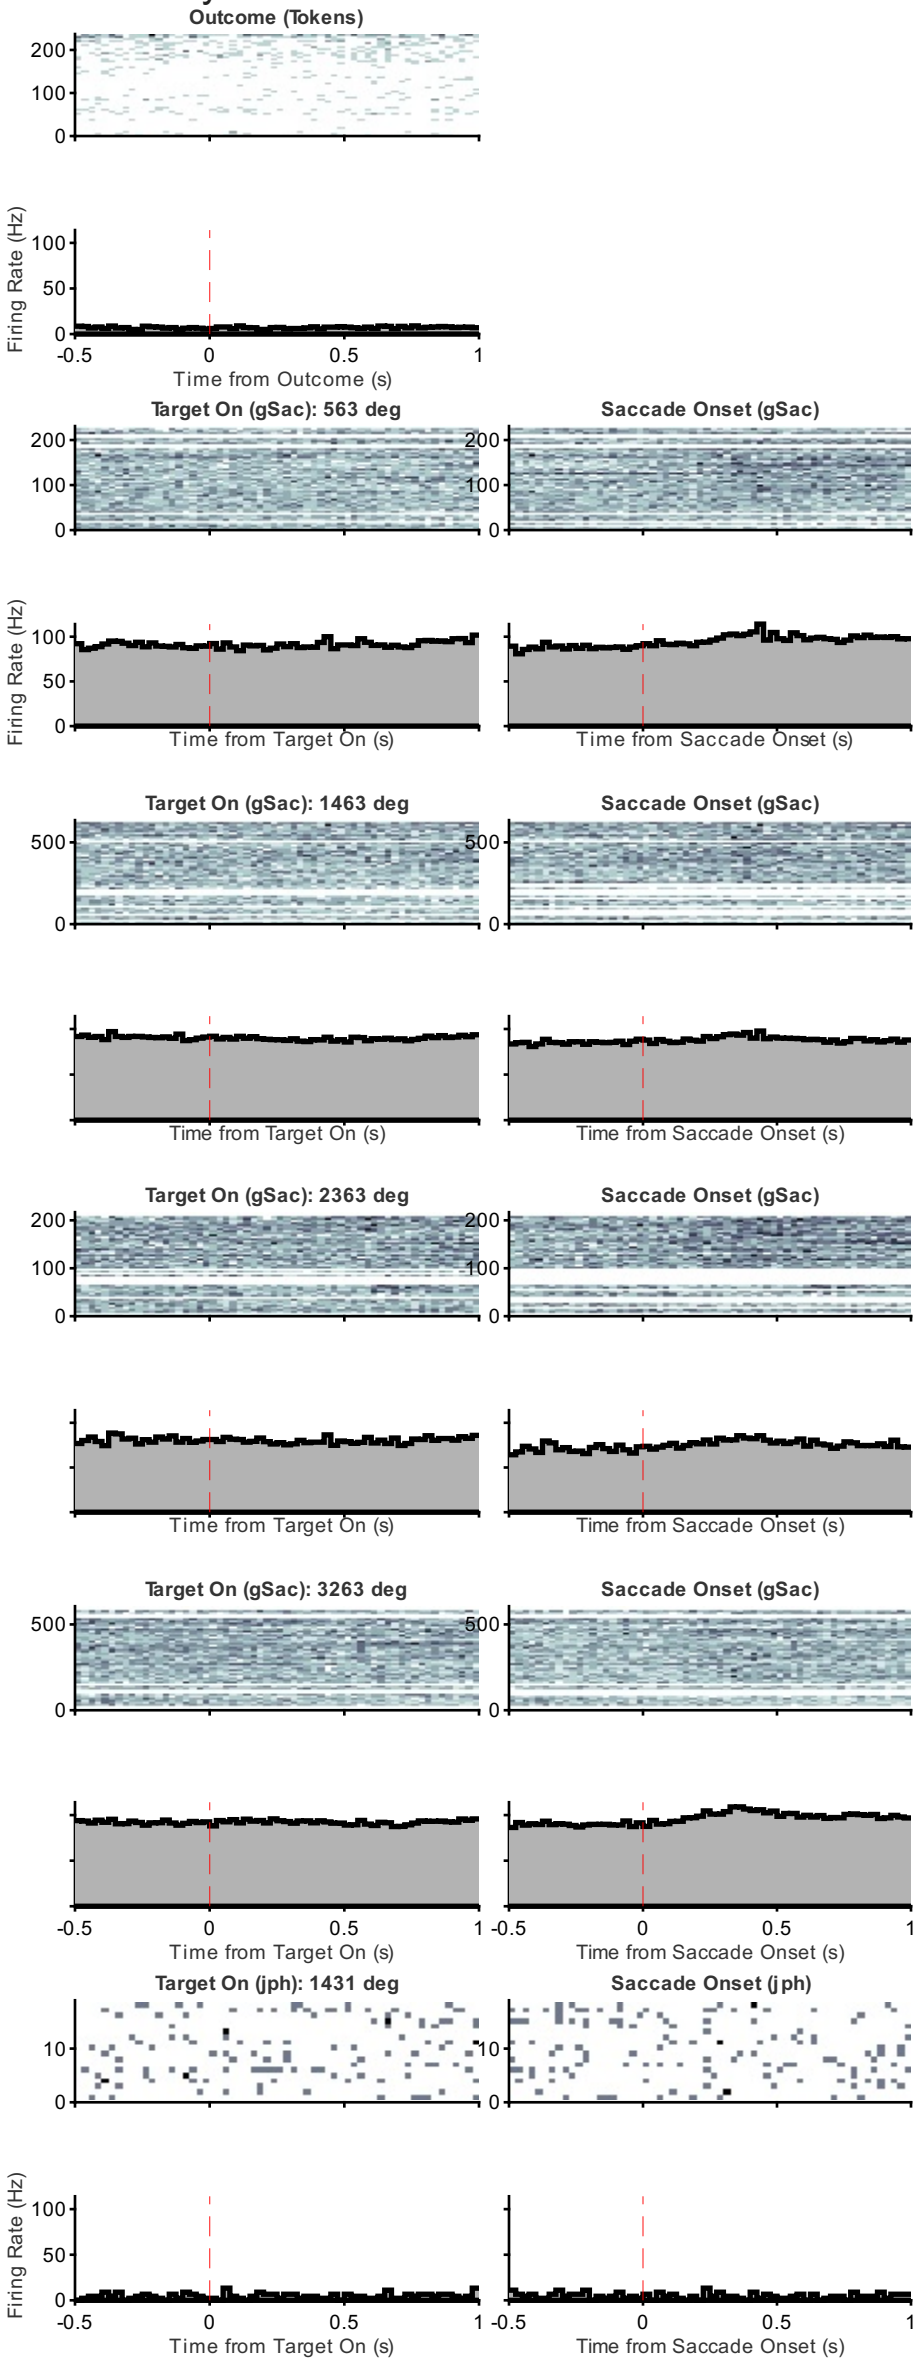 Outcome (Tokens)
200
100
0
Firing Rate (Hz)
100
50
0
-0.5 0 0.5 1
Time from Outcome (s)
Target On (gSac): 563 deg Saccade Onset (gSac)
200 200
100 100
0 0
Firing Rate (Hz)
100
50
0
Time from Target On (s) Time from Saccade Onset (s)
Target On (gSac): 1463 deg Saccade Onset (gSac)
500 500
0 0
Time from Target On (s) Time from Saccade Onset (s)
Target On (gSac): 2363 deg Saccade Onset (gSac)
200 200
100 100
0 0
Time from Target On (s) Time from Saccade Onset (s)
Target On (gSac): 3263 deg Saccade Onset (gSac)
500 500
0 0
-0.5 0 0.5 1 -0.5 0 0.5 1
Time from Target On (s) Time from Saccade Onset (s)
Target On (jph): 1431 deg Saccade Onset (jph)
10 10
0 0
Firing Rate (Hz)
100
50
0
-0.5 0 0.5 1 -0.5 0 0.5 1
Time from Target On (s) Time from Saccade Onset (s)